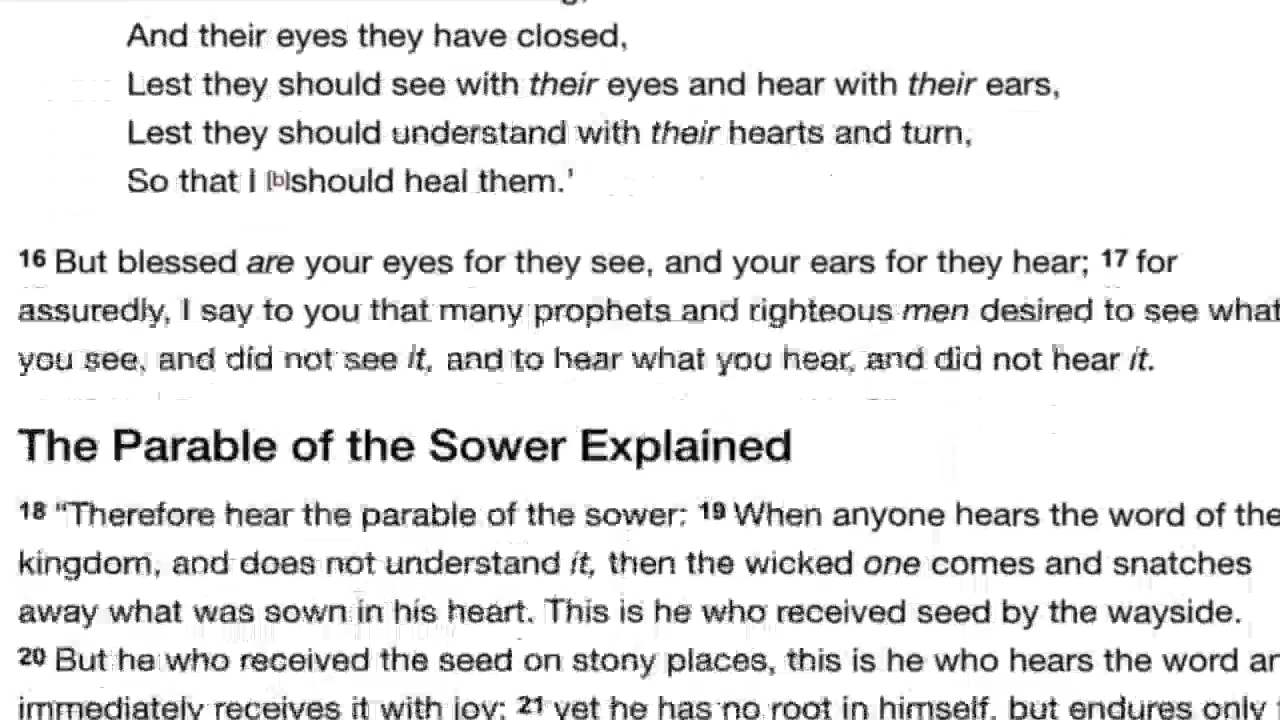 And their eyes they have closed,
Lest they should see with their eyes and hear with their ears,
Lest they should understand with their hearts and turn,
So that I [b]should heal them.'
16 But blessed are your eyes for they see, and your ears for they hear; 17 for
assuredly, I say to you that many prophets and righteous men desired to see what
you see, and did not see it, and to hear what you hear, and did not hear it.
The Parable of the Sower Explained
18 “Therefore hear the parable of the sower: 19 When anyone hears the word of the
kingdom, and does not understand it, then the wicked one comes and snatches
away what was sown in his heart. This is he who received seed by the wayside.
20 But he who received the seed on stony places, this is he who hears the word
immediately receives it with joy; 21 yet he has no root in himself, but endures only